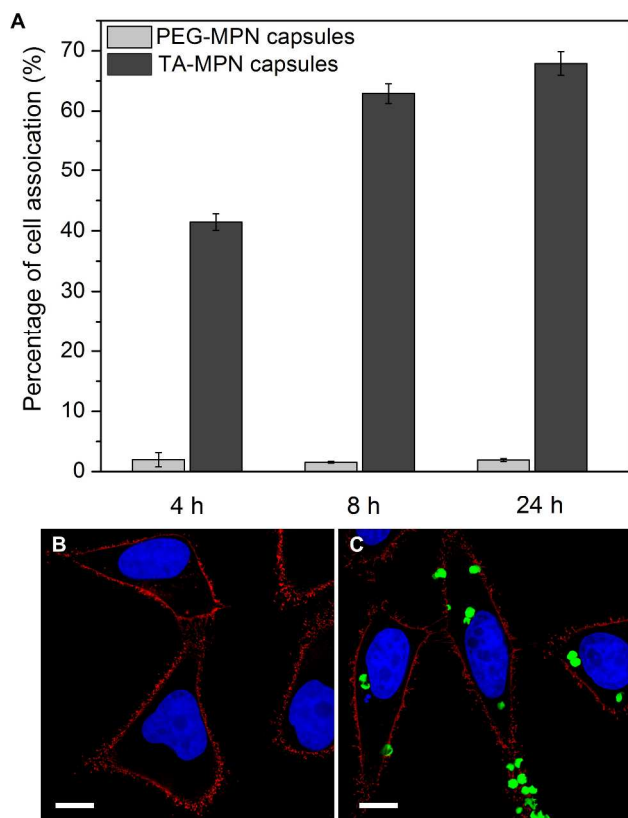 A
PEG-MPN capsules
TA-MPN capsules
Percentage of cell assoication (%)
70
60
50
40
30
20
10
0
4 h 8 h 24 h
B
C